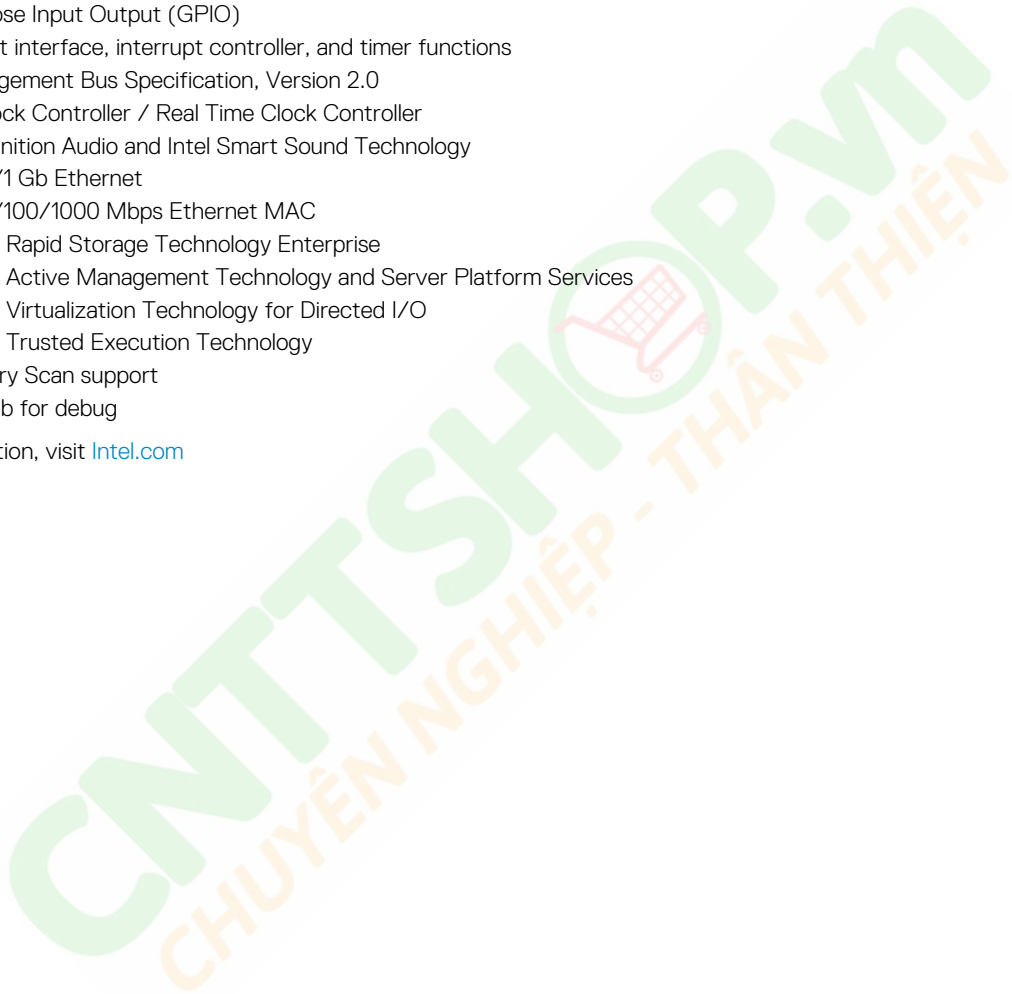 ose Input Output (GPIO)
t interface, interrupt controller, and timer functions
gement Bus Specification, Version 2.0
ock Controller / Real Time Clock Controller
nition Audio and Intel Smart Sound Technology
/1 Gb Ethernet
/100/1000 Mbps Ethernet MAC
Rapid Storage Technology Enterprise
Active Management Technology and Server Platform Services
Virtualization Technology for Directed I/O
Trusted Execution Technology
ry Scan support
b for debug
tion, visit Intel.com
CNTTSHOP.vn
CHUYÊN NGHIỆP - THÂN THIỆN